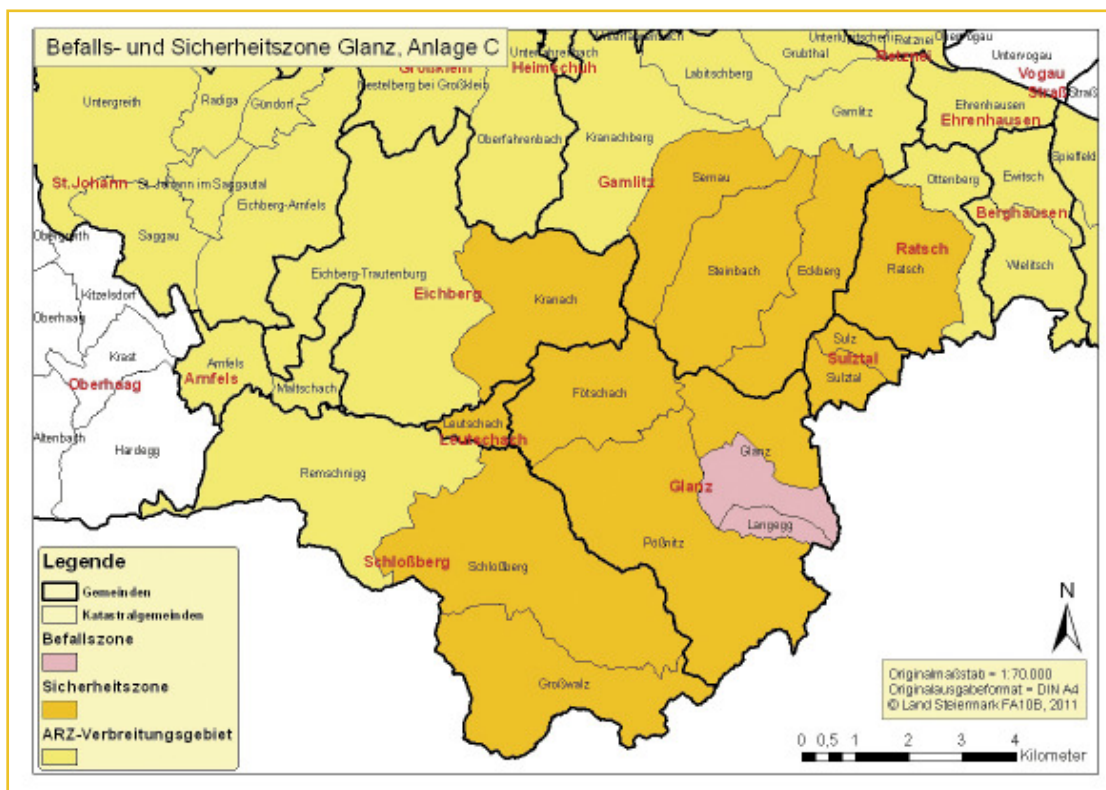 Befalls- und Sicherheitszone Glanz, Anlage C
Großklein
Heimschuh
Nestelberg bei Großklein
Labitschberg
Grubthal
Retznei
Retznei
Untervogau
Vogau
Straß
Straß
Untergreith
Radiga
Gündorf
Oberfahrenbach
Kranachberg
Gamlitz
Ehrenhausen
Ehrenhausen
St.Johann
St.Johann im Saggautal
Eichberg-Arnfels
Gamlitz
Sernau
Ottenberg
Ewitsch
Spielfeld
Berghausen
Obergreith
Saggau
Eichberg-Trautenburg
Eichberg
Kranach
Steinbach
Eckberg
Ratsch
Ratsch
Wielitsch
Kitzelsdorf
Oberhaag
Krast
Oberhaag
Arnfels
Arnfels
Maltschach
Fötschach
Sulz
Sulztal
Sulztal
Altenbach
Hardegg
Leutschach
Leutschach
Remschnigg
Glanz
Glanz
Langegg
Pößnitz
Schloßberg
Schloßberg
Großwalz
Legende
Gemeinden
Katastralgemeinden
Befallszone
Sicherheitszone
ARZ-Verbreitungsgebiet
N
Originalmaßstab = 1:70.000
Originalausgabeformat = DIN A4
© Land Steiermark FA10B, 2011
0 0,5 1 2 3 4
Kilometer